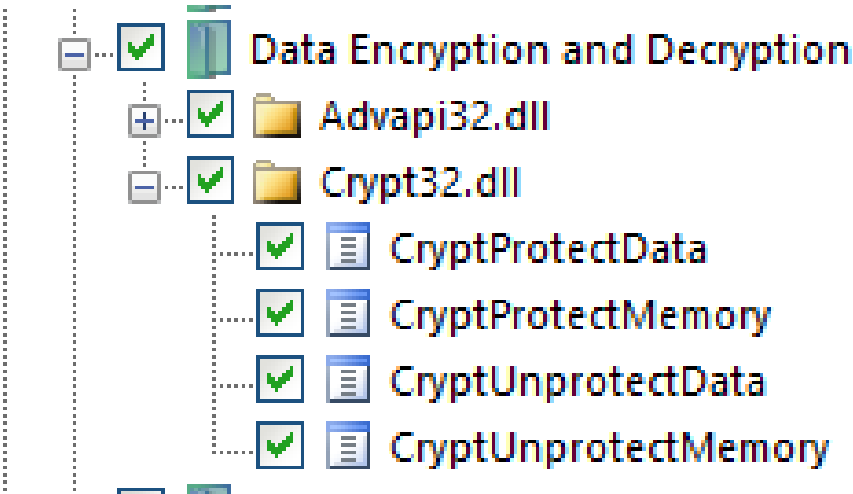 Data Encryption and Decryption
Advapi32.dll
Crypt32.dll
CryptProtectData
CryptProtectMemory
CryptUnprotectData
CryptUnprotectMemory